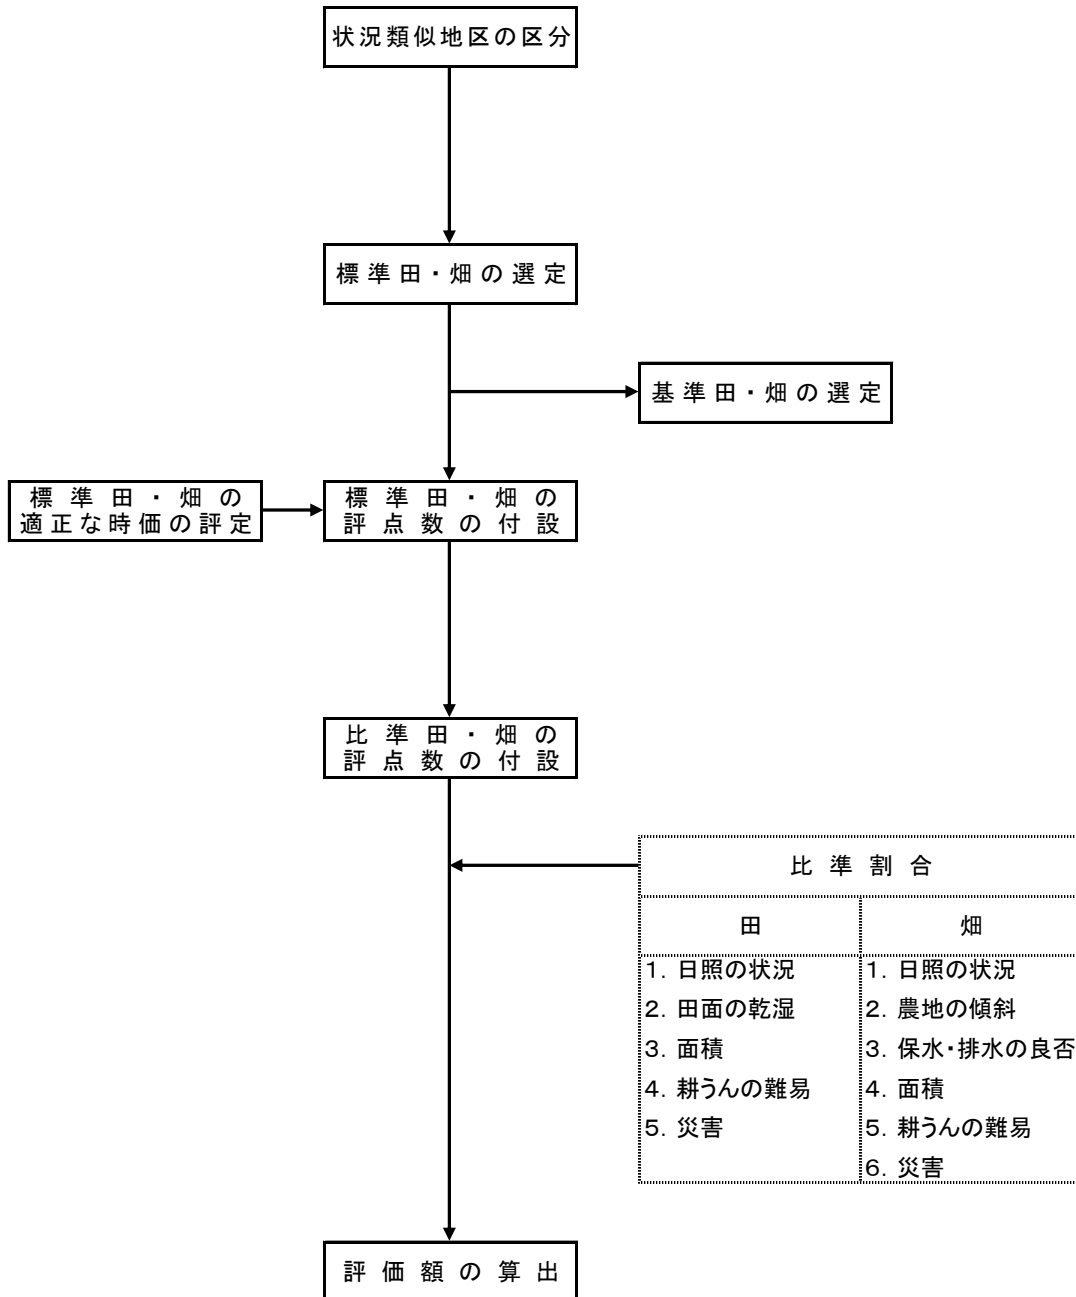 状況類似地区の区分
標準田・畑の選定
基準田・畑の選定
標準田・畑の
適正な時価の評定
標準田・畑の
評点数の付設
比準田・畑の
評点数の付設
比準割合
田
畑
1. 日照の状況
2. 田面の乾湿
3. 面積
4. 耕うんの難易
5. 災害
1. 日照の状況
2. 農地の傾斜
3. 保水・排水の良否
4. 面積
5. 耕うんの難易
6. 災害
評価額の算出